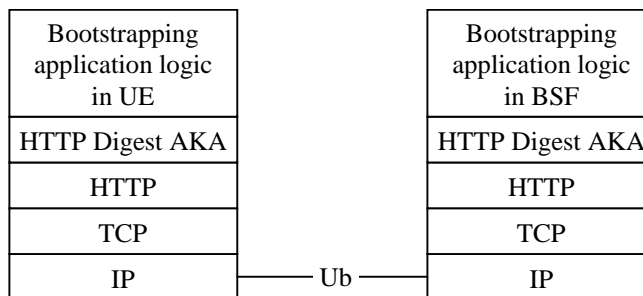 Bootstrapping
application logic
in UE
HTTP Digest AKA
HTTP
TCP
IP
Ub
Bootstrapping
application logic
in BSF
HTTP Digest AKA
HTTP
TCP
IP